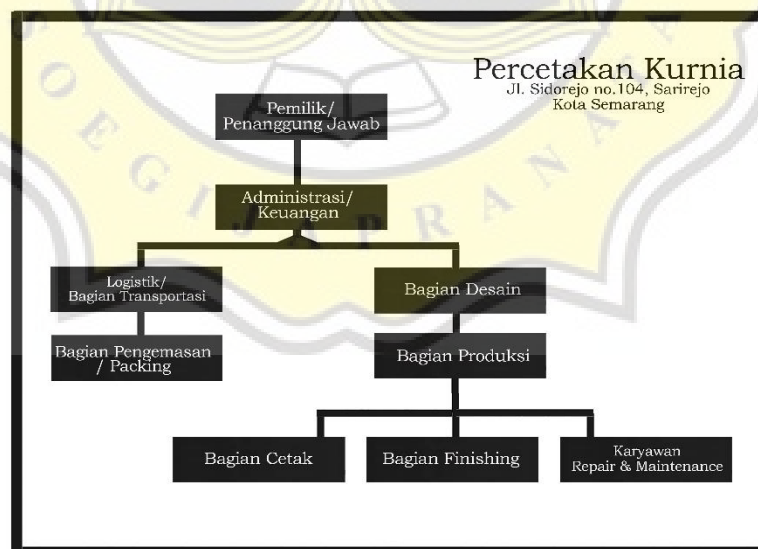 Percetakan Kurnia
Jl. Sidorejo no.104, Sarirejo
Kota Semarang
Pemilik/
Penanggung Jawab
Administrasi/
Keuangan
Logistik/
Bagian Transportasi
Bagian Desain
Bagian Pengemasan
/ Packing
Bagian Produksi
Bagian Cetak
Bagian Finishing
Karyawan
Repair & Maintenance
SOEGIJAPRANATA